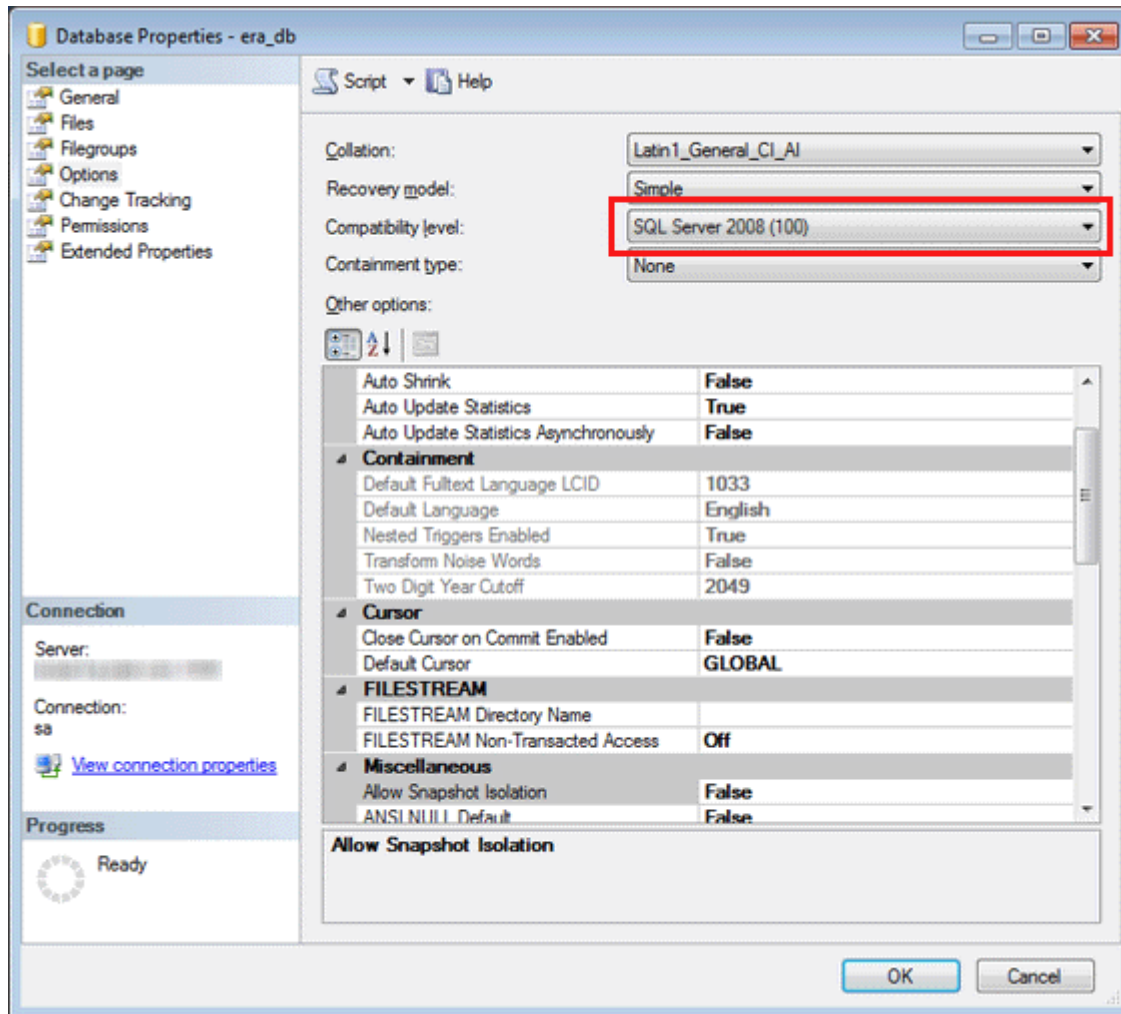 Database Properties - era_db
Select a page
General
Files
Filegroups
Options
Change Tracking
Permissions
Extended Properties
Script Help
Collation: Latin1_General_CI_AI
Recovery model: Simple
Compatibility level: SQL Server 2008 (100)
Containment type: None
Other options:
Auto Shrink False
Auto Update Statistics True
Auto Update Statistics Asynchronously False
Containment
Default Fulltext Language LCID 1033
Default Language English
Nested Triggers Enabled True
Transform Noise Words False
Two Digit Year Cutoff 2049
Cursor
Close Cursor on Commit Enabled False
Default Cursor GLOBAL
FILESTREAM
FILESTREAM Directory Name
FILESTREAM Non-Transacted Access Off
Miscellaneous
Allow Snapshot Isolation False
ANSI NULL Default False
Allow Snapshot Isolation
Connection
Server:
Connection:
sa
View connection properties
Progress
Ready
OK Cancel